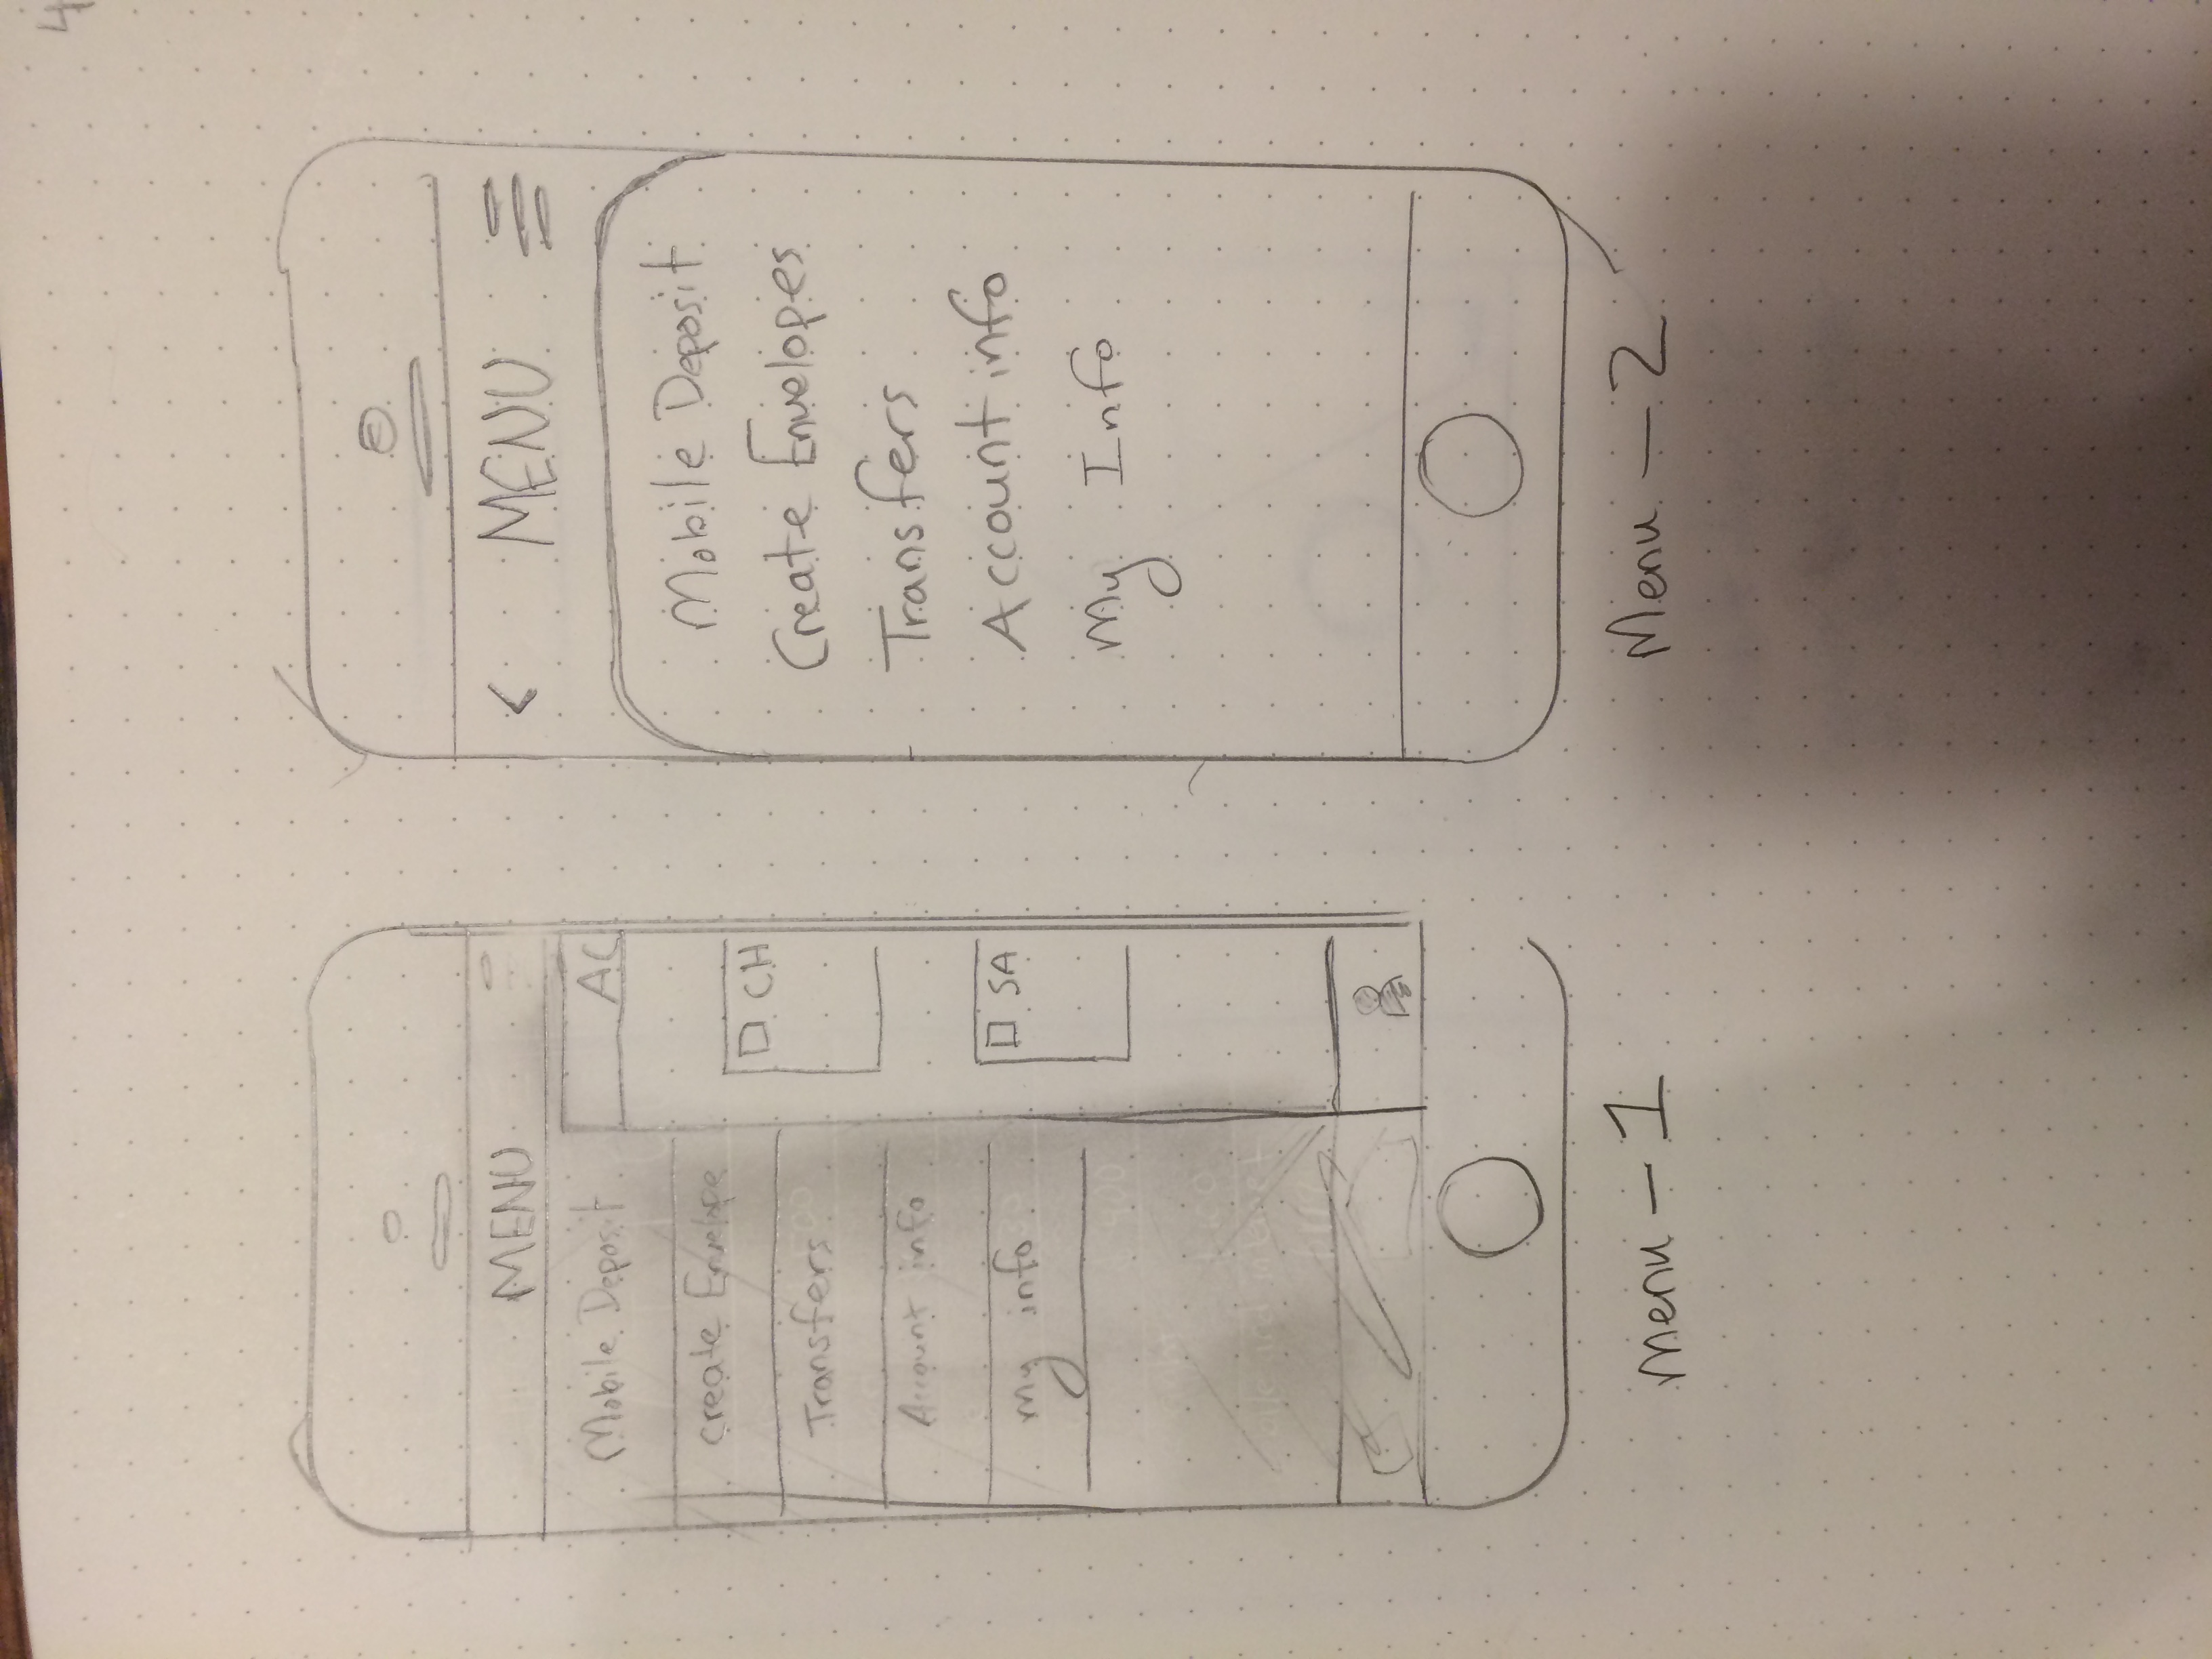 4
MENU
Mobile Deposit
AC
Create Envelope
CH
Transfers
Account info
SA
my info
Menu - 1
< MENU
Mobile Deposit
Create Envelopes
Transfers
Account info
My Info
Menu - 2